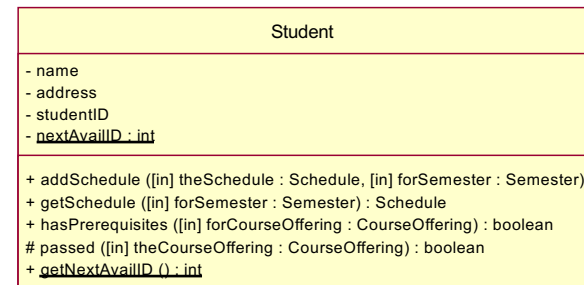 Student
- name
- address
- studentID
- nextAvailID : int
+ addSchedule ([in] theSchedule : Schedule, [in] forSemester : Semester)
+ getSchedule ([in] forSemester : Semester) : Schedule
+ hasPrerequisites ([in] forCourseOffering : CourseOffering) : boolean
# passed ([in] theCourseOffering : CourseOffering) : boolean
+ getNextAvailID () : int